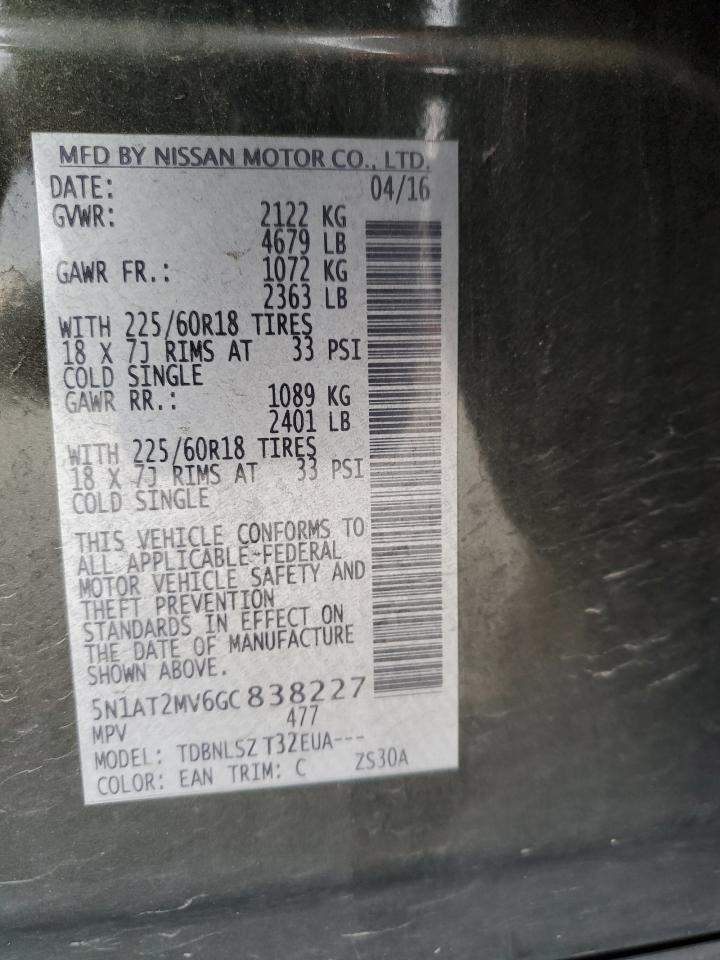 MFD BY NISSAN MOTOR CO., LTD.
DATE: 04/16
GVWR: 2122 KG
4679 LB
GAWR FR.: 1072 KG
2363 LB
WITH 225/60R18 TIRES
18 X 7J RIMS AT 33 PSI
COLD SINGLE
GAWR RR.: 1089 KG
2401 LB
WITH 225/60R18 TIRES
18 X 7J RIMS AT 33 PSI
COLD SINGLE
THIS VEHICLE CONFORMS TO
ALL APPLICABLE-FEDERAL
MOTOR VEHICLE SAFETY AND
THEFT PREVENTION
STANDARDS IN EFFECT ON
THE DATE OF MANUFACTURE
SHOWN ABOVE.
5N1AT2MV6GC838227
MPV 477
MODEL: TDBNLSZ T32EUA---
COLOR: EAN TRIM: C ZS30A